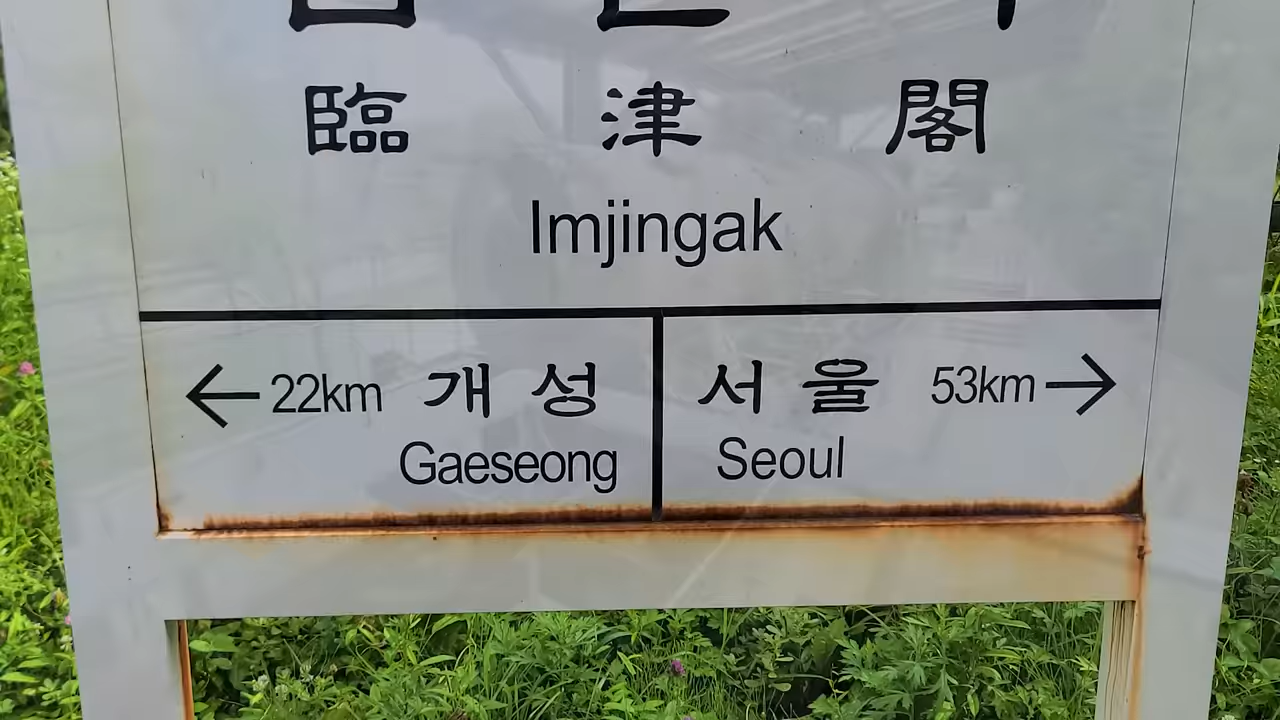 臨 津 閣
Imjingak
← 22km 개 성
Gaeseong
서 울 53km →
Seoul